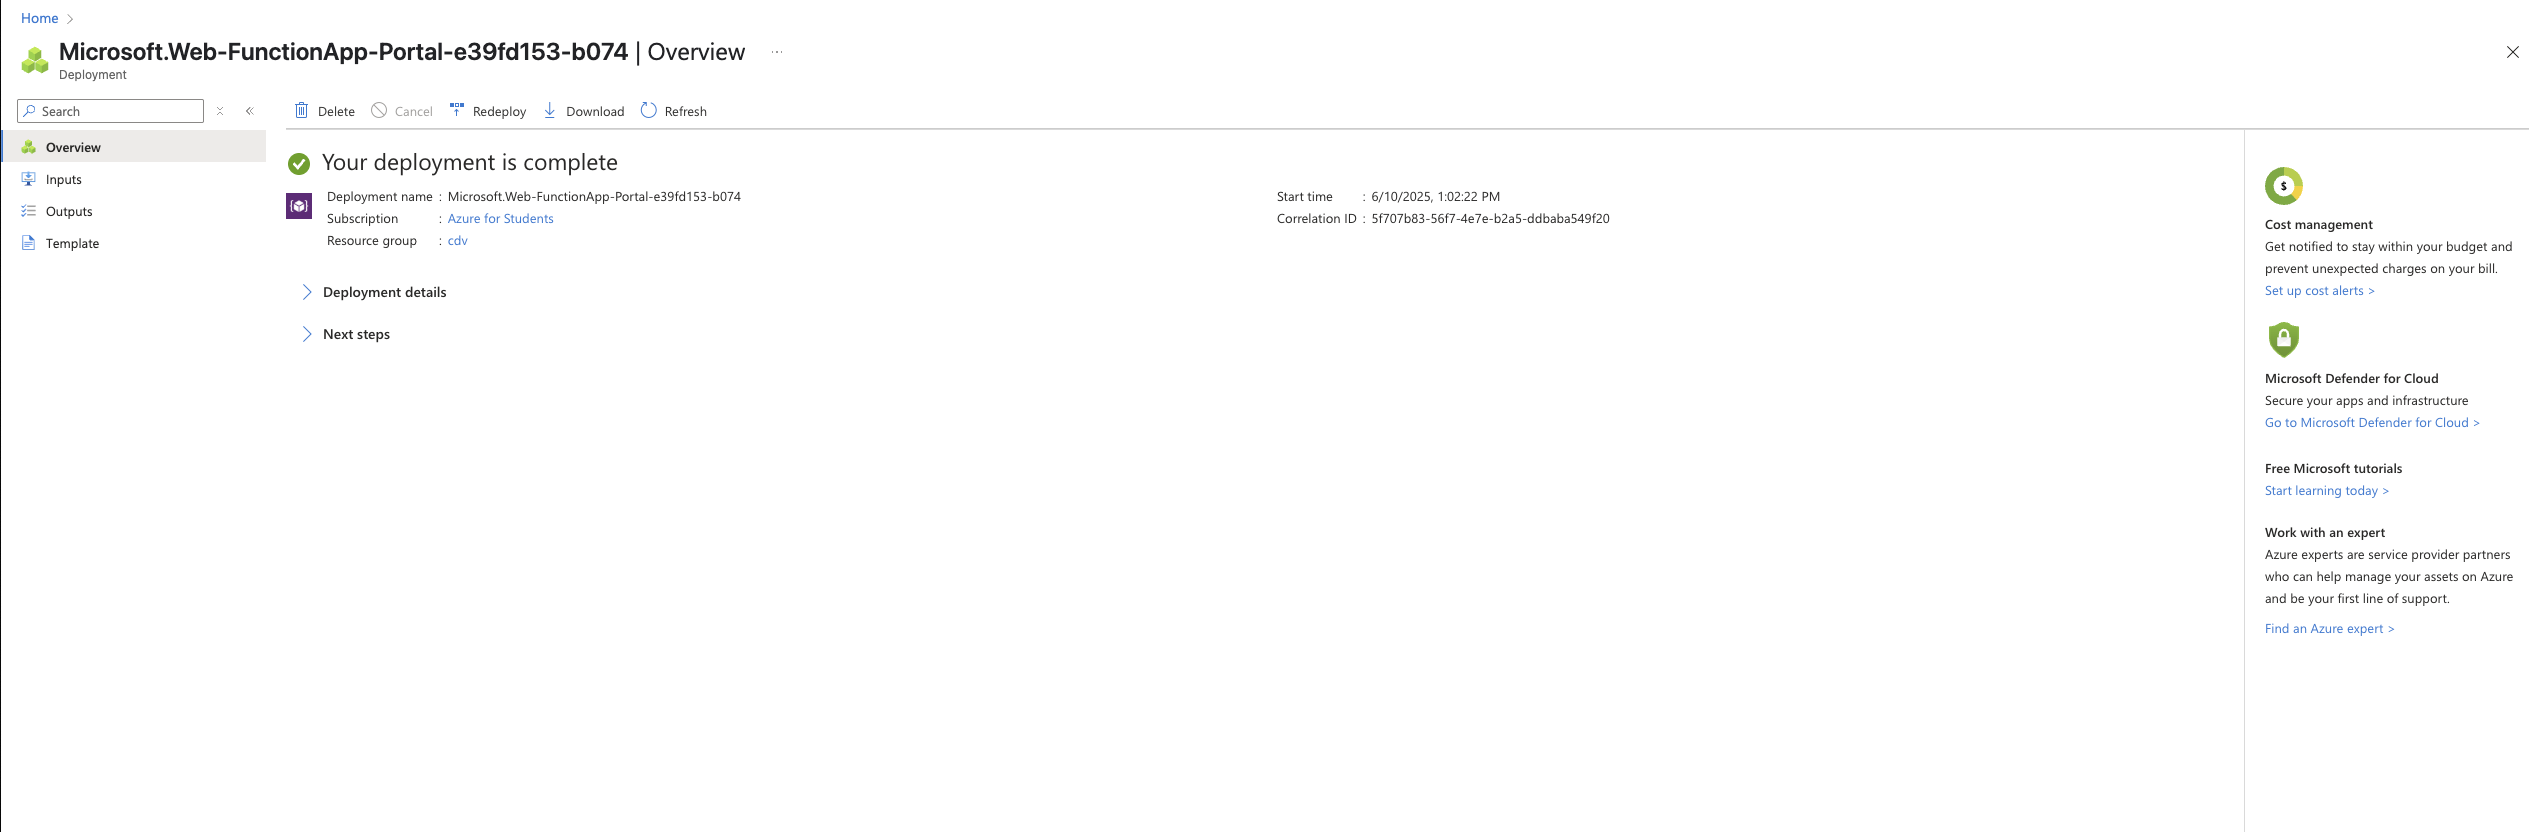 Home
Microsoft.Web-FunctionApp-Portal-e39fd153-b074 | Overview ...
Deployment
Search
Overview
Inputs
Outputs
Template
Delete Cancel Redeploy Download Refresh
Your deployment is complete
Deployment name : Microsoft.Web-FunctionApp-Portal-e39fd153-b074
Subscription : Azure for Students
Resource group : cdv
Start time : 6/10/2025, 1:02:22 PM
Correlation ID : 5f707b83-56f7-4e7e-b2a5-ddbaba549f20
Deployment details
Next steps
$
Cost management
Get notified to stay within your budget and
prevent unexpected charges on your bill.
Set up cost alerts >
Microsoft Defender for Cloud
Secure your apps and infrastructure
Go to Microsoft Defender for Cloud >
Free Microsoft tutorials
Start learning today >
Work with an expert
Azure experts are service provider partners
who can help manage your assets on Azure
and be your first line of support.
Find an Azure expert >